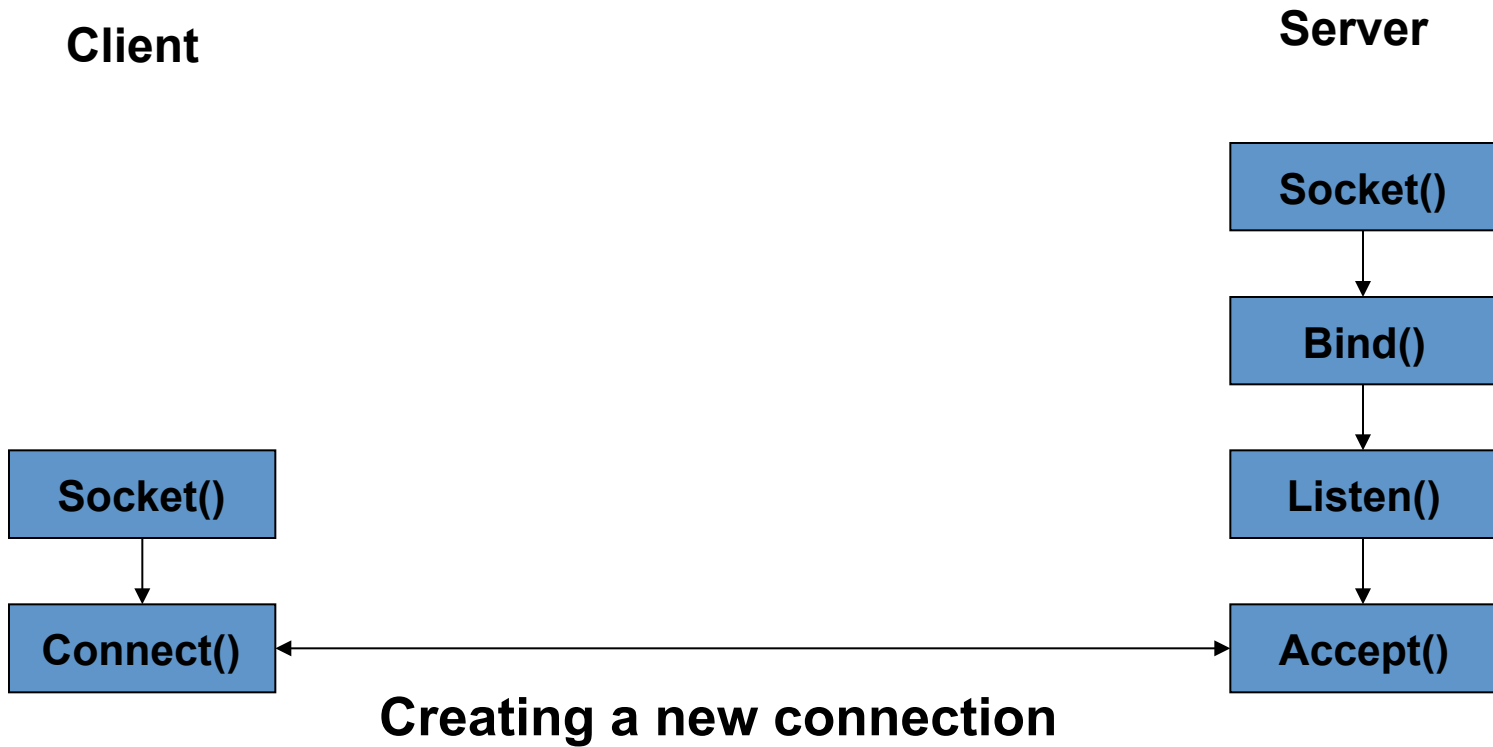 Client
Server
Socket()
Bind()
Socket()
Listen()
Connect()
Accept()
Creating a new connection